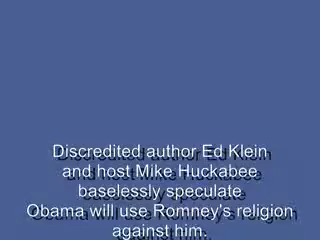 Discredited author Ed Klein
and host Mike Huckabee
baselessly speculate
Obama will use Romney's religion
against him.